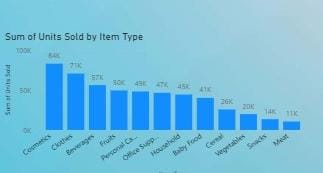 Sum of Units Sold by Item Type
Sum of Units Sold
100K
50K
0K
84K
71K
57K
50K
49K
47K
45K
41K
26K
20K
14K
11K
Cosmetics
Clothes
Beverages
Fruits
Personal Ca...
Office Supp...
Household
Baby Food
Cereal
Vegetables
Snacks
Meat